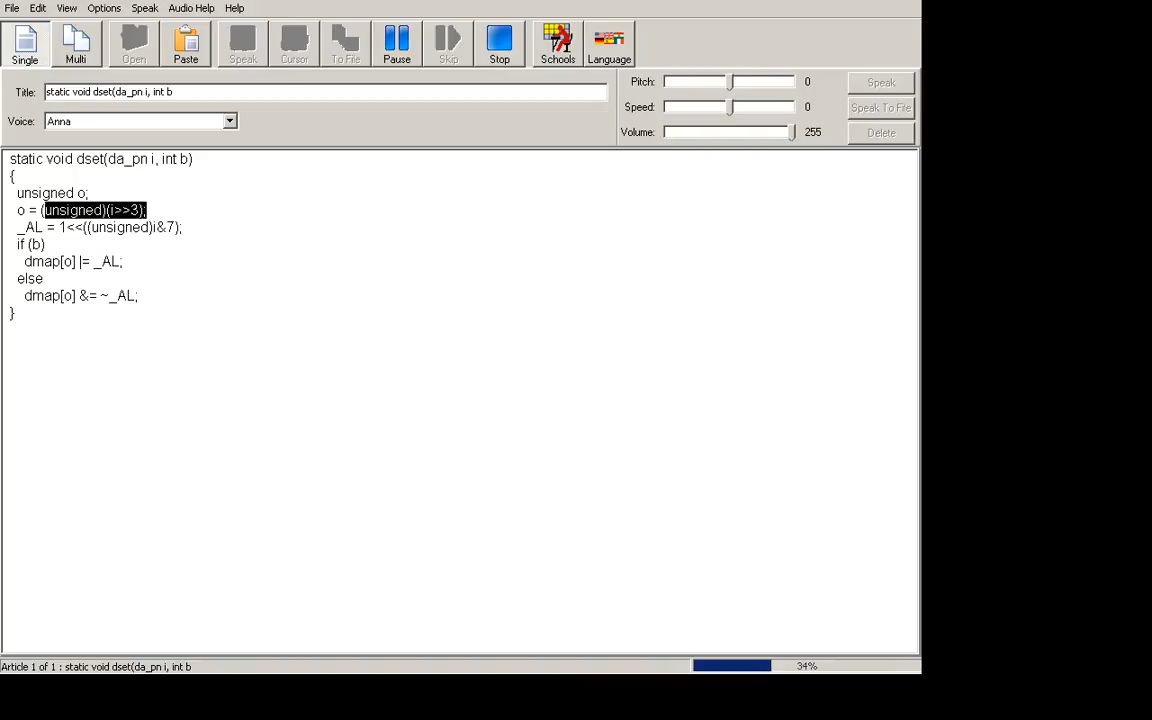 File Edit View Options Speak Audio Help Help
Single Multi Open Paste Speak Cursor To File Pause Skip Stop Schools Language
Title: static void dset(da_pn i, int b
Voice: Anna
Pitch: 0 Speak
Speed: 0 Speak To File
Volume: 255 Delete
static void dset(da_pn i, int b)
{
unsigned o;
o = (unsigned)(i>>3);
_AL = 1<<((unsigned)i&7);
if (b)
dmap[o] |= _AL;
else
dmap[o] &= ~_AL;
}
Article 1 of 1 : static void dset(da_pn i, int b 34%